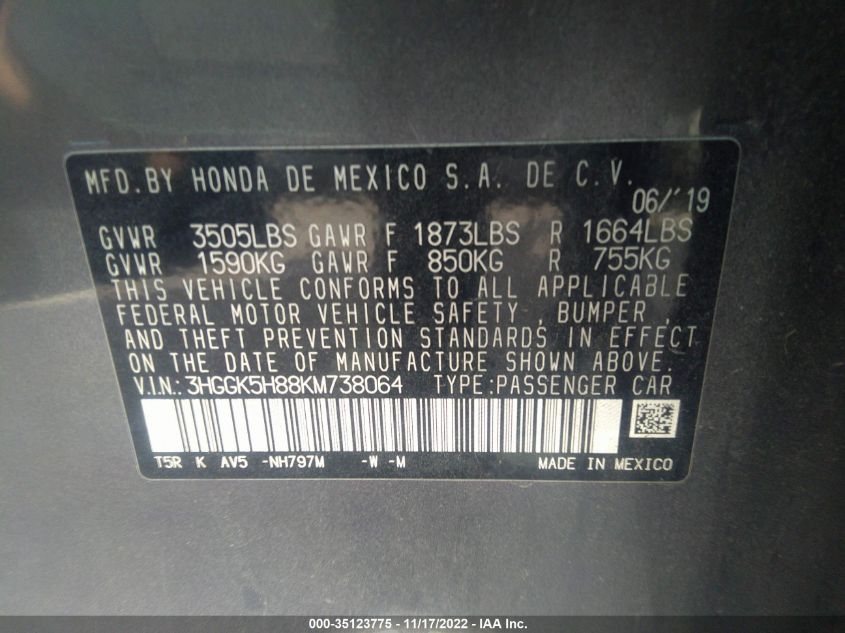 MFD.BY HONDA DE MEXICO S.A. DE C.V.
06/'19
GVWR 3505LBS GAWR F 1873LBS R 1664LBS
GVWR 1590KG GAWR F 850KG R 755KG
THIS VEHICLE CONFORMS TO ALL APPLICABLE
FEDERAL MOTOR VEHICLE SAFETY, BUMPER,
AND THEFT PREVENTION STANDARDS IN EFFECT
ON THE DATE OF MANUFACTURE SHOWN ABOVE.
V.I.N.:3HGGK5H88KM738064 TYPE:PASSENGER CAR
T5R K AV5 -NH797M -W -M MADE IN MEXICO
000-35123775 - 11/17/2022 - IAA Inc.